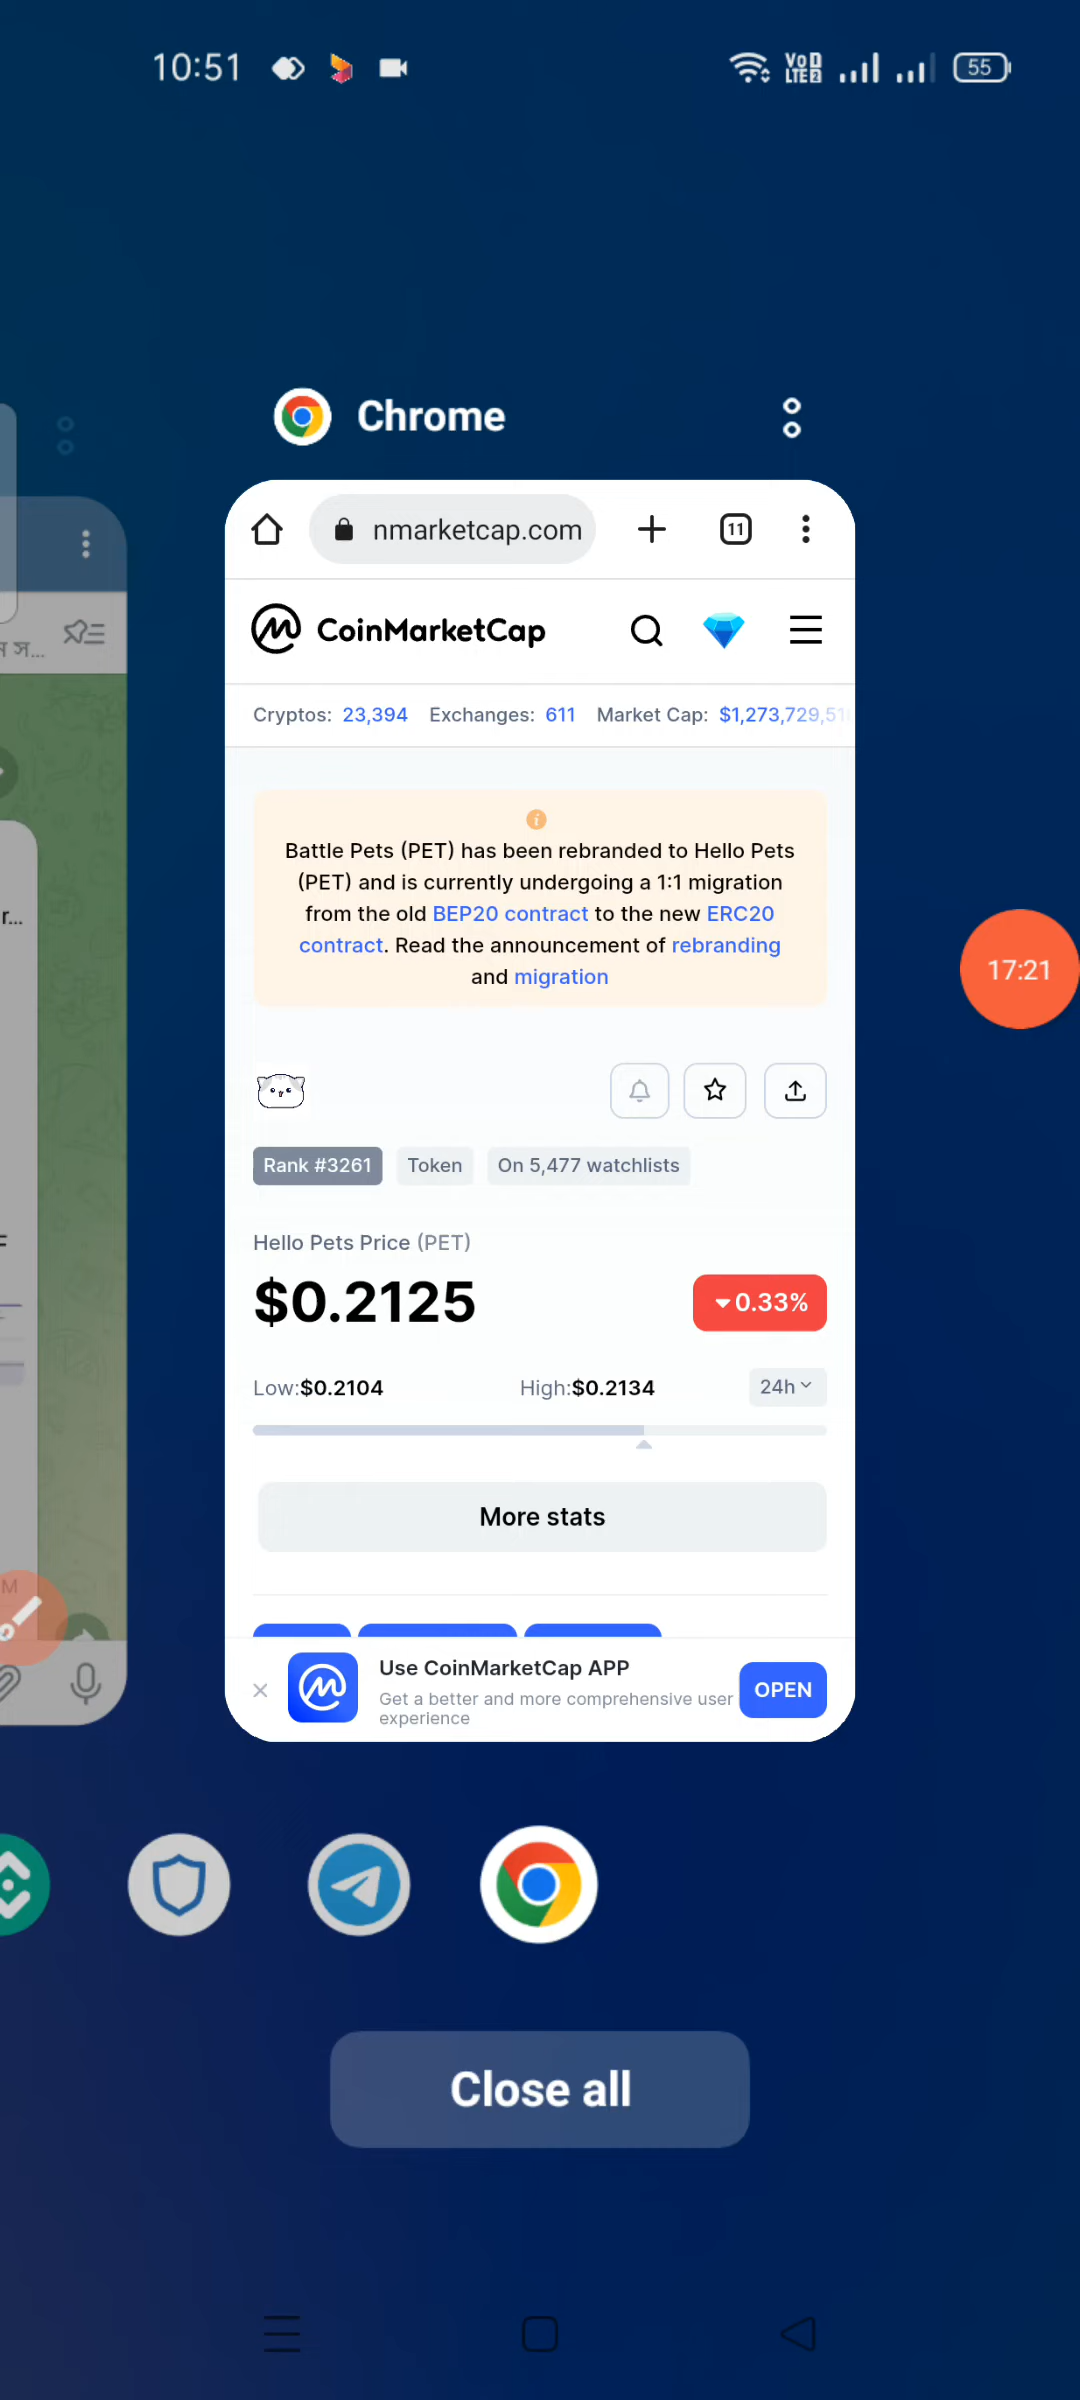 10:51
VoD LTE2
55
Chrome
nmarketcap.com
11
CoinMarketCap
Cryptos: 23,394 Exchanges: 611 Market Cap: $1,273,729,51
Battle Pets (PET) has been rebranded to Hello Pets
(PET) and is currently undergoing a 1:1 migration
from the old BEP20 contract to the new ERC20
contract. Read the announcement of rebranding
and migration
17:21
Rank #3261 Token On 5,477 watchlists
Hello Pets Price (PET)
$0.2125
0.33%
Low:$0.2104 High:$0.2134 24h
More stats
Use CoinMarketCap APP
Get a better and more comprehensive user
experience
OPEN
Close all